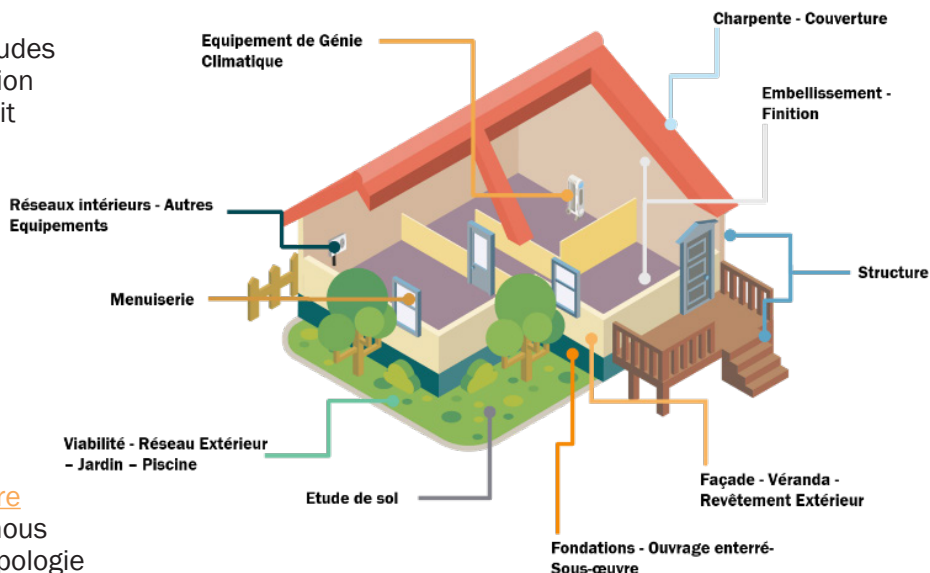 udes
ion
it
Equipement de Génie
Climatique
Charpente - Couverture
Embellissement -
Finition
Réseaux intérieurs - Autres
Equipements
Menuiserie
Structure
Viabilité - Réseau Extérieur
– Jardin – Piscine
Etude de sol
Façade - Véranda -
Revêtement Extérieur
Fondations - Ouvrage enterré-
Sous-œuvre
re
nous
pologie